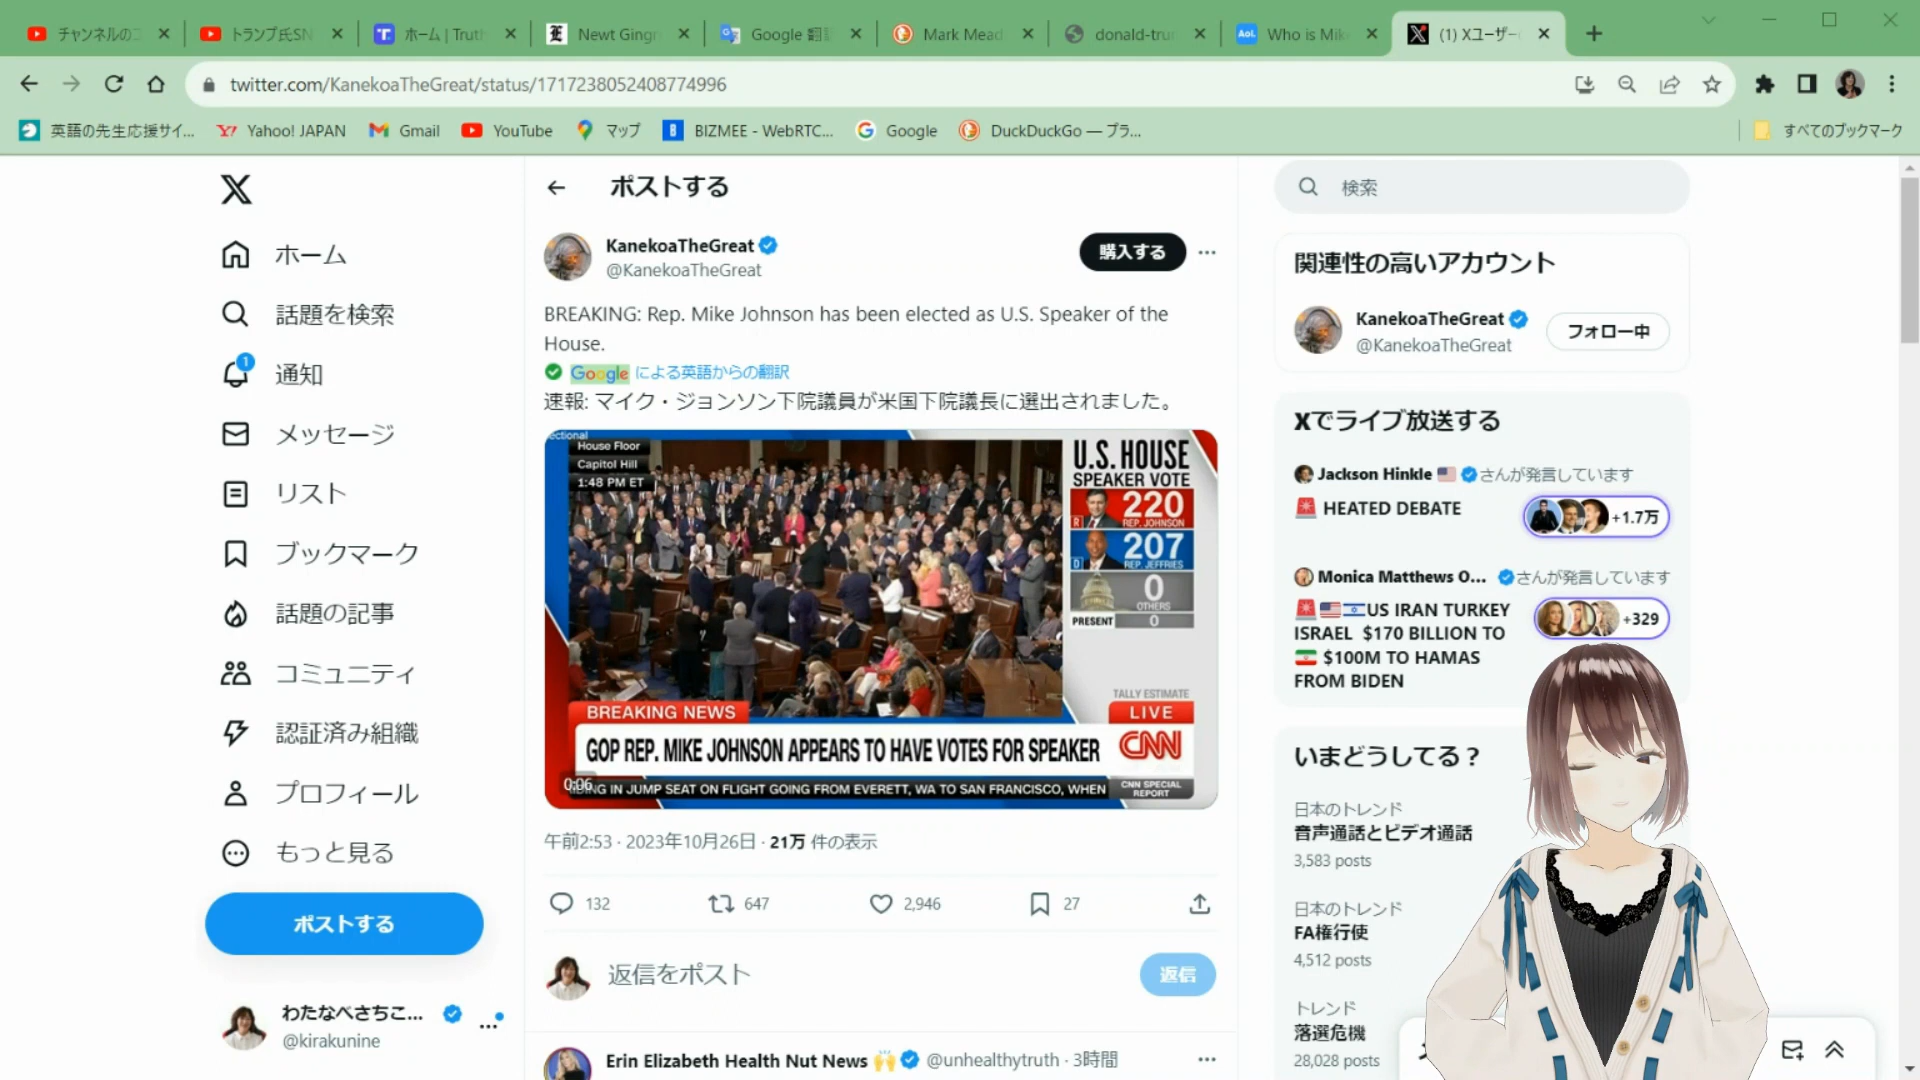 チャンネルのコ
トランプ氏SN
ホーム | Truth
Newt Gingr
Google 翻訳
Mark Mead
donald-trun
Who is Mik
(1) Xユーザー
twitter.com/KanekoaTheGreat/status/1717238052408774996
英語の先生応援サイ...
Yahoo! JAPAN
Gmail
YouTube
マップ
BIZMEE - WebRTC...
Google
DuckDuckGo — プラ...
すべてのブックマーク
ホーム
話題を検索
1
通知
メッセージ
リスト
ブックマーク
話題の記事
コミュニティ
認証済み組織
プロフィール
もっと見る
ポストする
わたなべさちこ...
@kirakunine
ポストする
KanekoaTheGreat
@KanekoaTheGreat
購入する
BREAKING: Rep. Mike Johnson has been elected as U.S. Speaker of the
House.
Google による英語からの翻訳
速報: マイク・ジョンソン下院議員が米国下院議長に選出されました。
House Floor
Capitol Hill
1:48 PM ET
U.S. HOUSE
SPEAKER VOTE
R
220
REP. JOHNSON
D
207
REP. JEFFRIES
0
OTHERS
PRESENT 0
TALLY ESTIMATE
BREAKING NEWS
LIVE
GOP REP. MIKE JOHNSON APPEARS TO HAVE VOTES FOR SPEAKER
CNN
0:06
IN JUMP SEAT ON FLIGHT GOING FROM EVERETT, WA TO SAN FRANCISCO, WHEN
CNN SPECIAL
REPORT
午前2:53 · 2023年10月26日 · 21万 件の表示
132
647
2,946
27
返信をポスト
返信
Erin Elizabeth Health Nut News @unhealthytruth · 3時間
検索
関連性の高いアカウント
KanekoaTheGreat
@KanekoaTheGreat
フォロー中
Xでライブ放送する
Jackson Hinkle さんが発言しています
HEATED DEBATE
+1.7万
Monica Matthews O... さんが発言しています
US IRAN TURKEY
ISRAEL $170 BILLION TO
$100M TO HAMAS
FROM BIDEN
+329
いまどうしてる？
日本のトレンド
音声通話とビデオ通話
3,583 posts
日本のトレンド
FA権行使
4,512 posts
トレンド
落選危機
28,028 posts